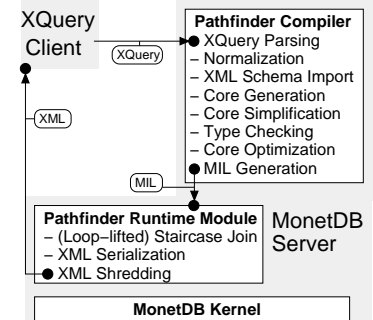 XQuery
Client
XQuery
XML
Pathfinder Compiler
XQuery Parsing
– Normalization
– XML Schema Import
– Core Generation
– Core Simplification
– Type Checking
– Core Optimization
MIL Generation
MIL
Pathfinder Runtime Module
– (Loop–lifted) Staircase Join
– XML Serialization
XML Shredding
MonetDB
Server
MonetDB Kernel